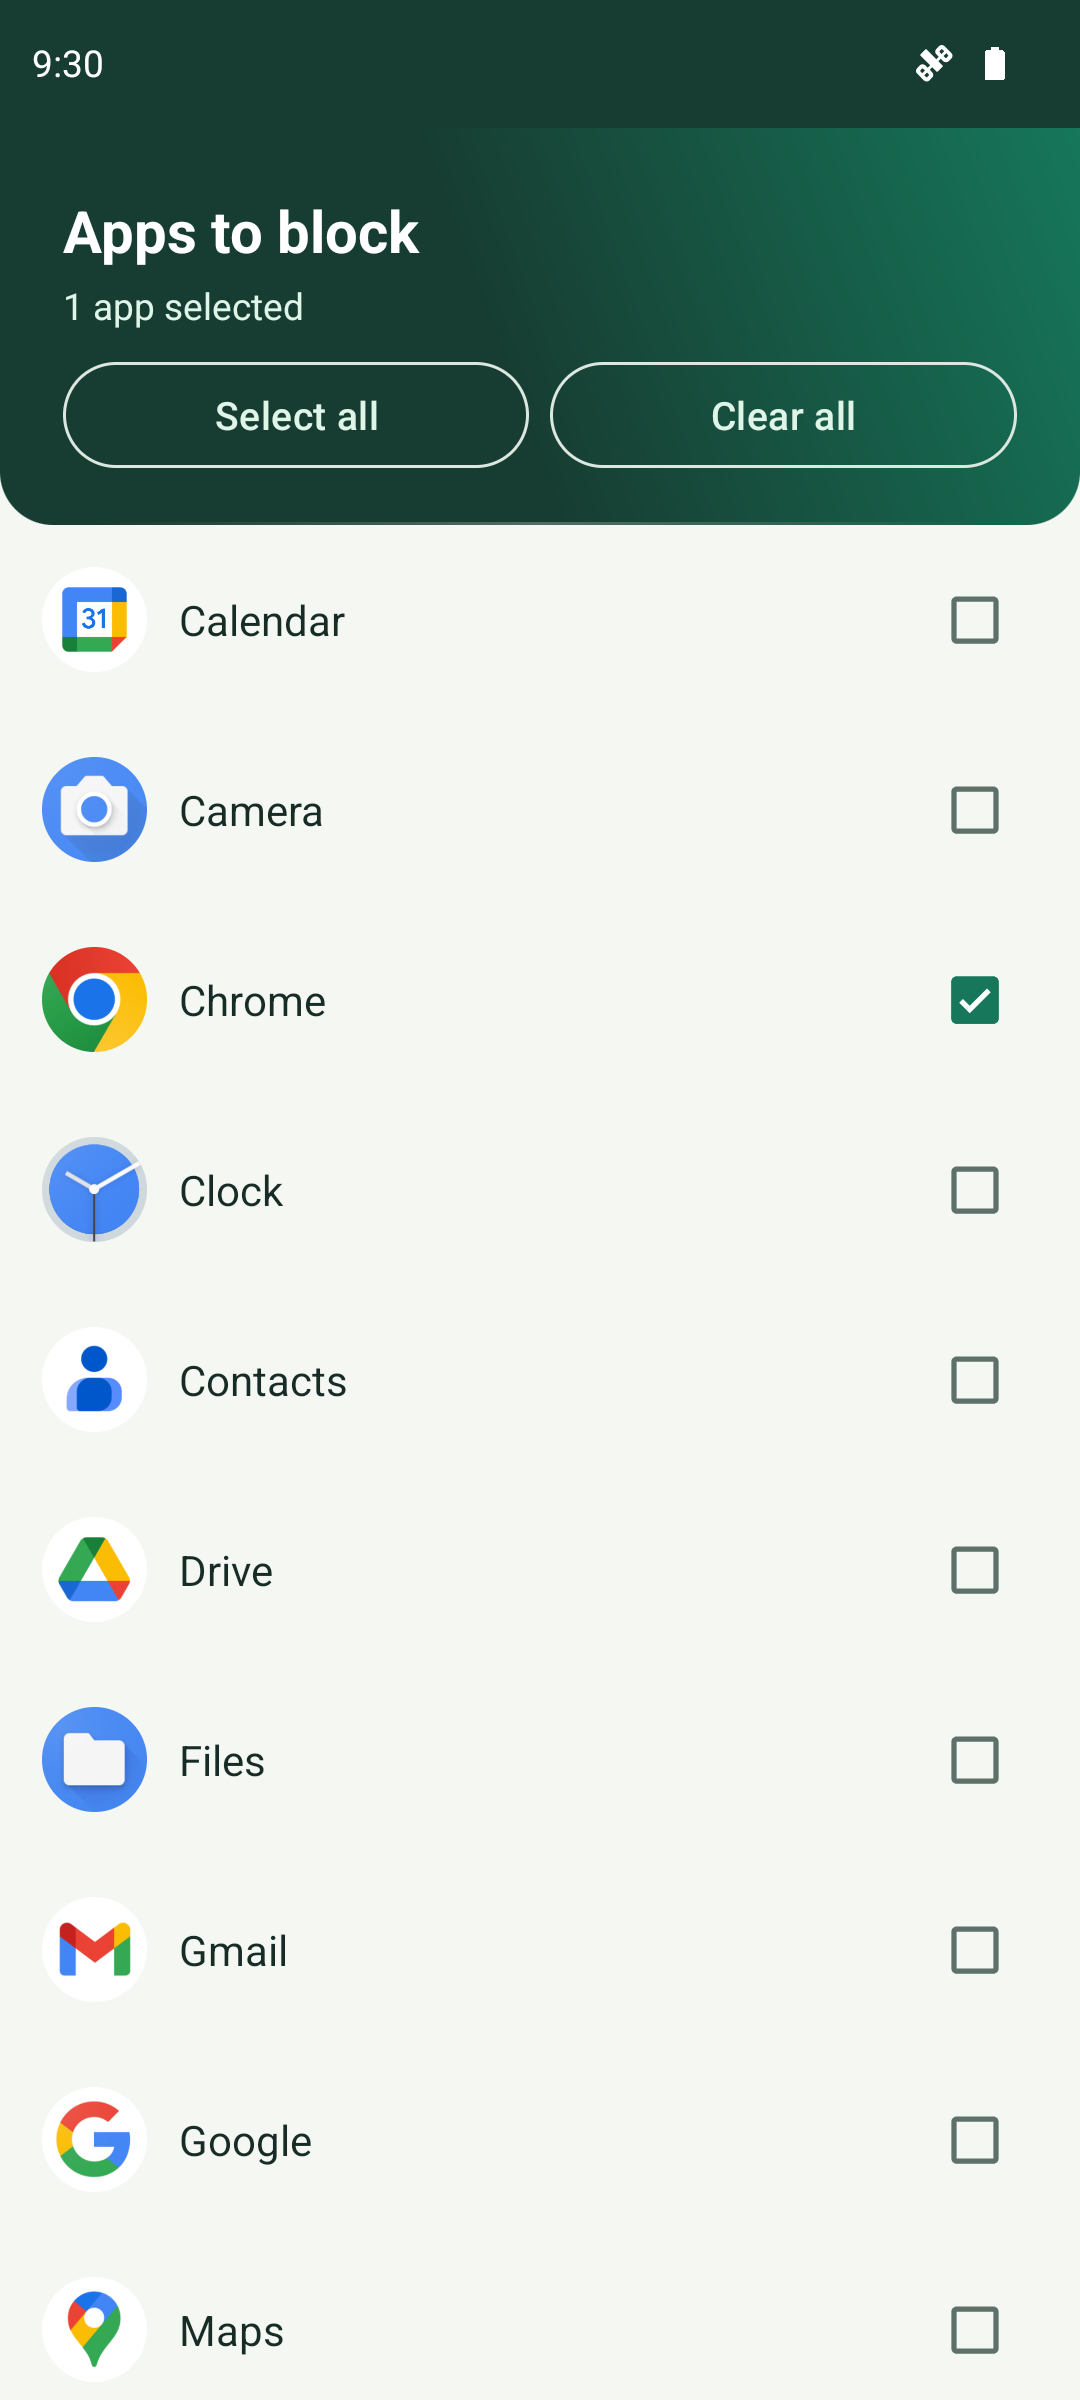 9:30
Apps to block
1 app selected
Select all
Clear all
31
Calendar
Camera
Chrome
Clock
Contacts
Drive
Files
Gmail
Google
Maps